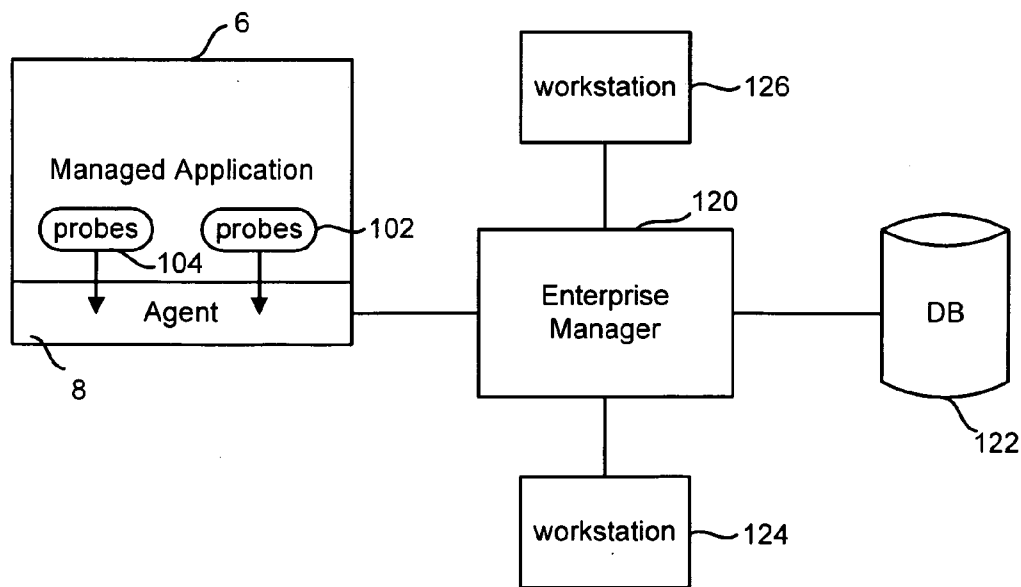 6
workstation
126
Managed Application
120
probes
probes
102
104
Agent
Enterprise
Manager
DB
8
122
workstation
124